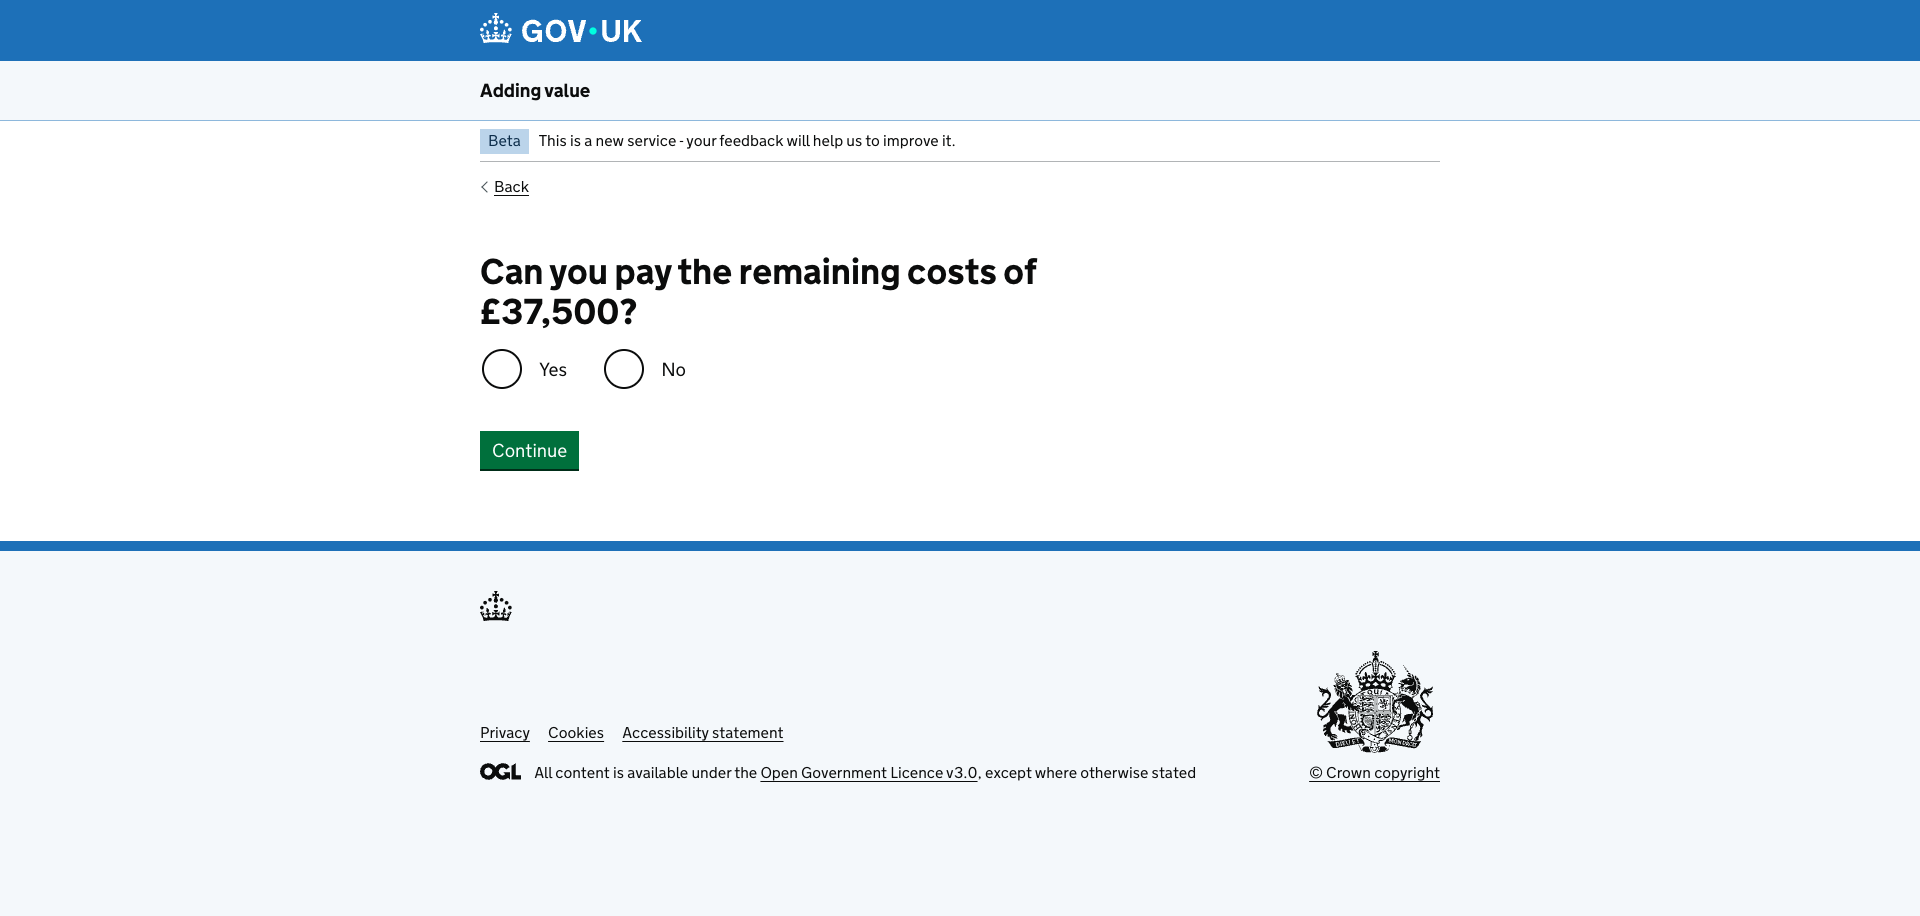 GOV·UK
Adding value
Beta This is a new service - your feedback will help us to improve it.
Back
Can you pay the remaining costs of
£37,500?
Yes No
Continue
Privacy Cookies Accessibility statement
OGL All content is available under the Open Government Licence v3.0, except where otherwise stated
© Crown copyright